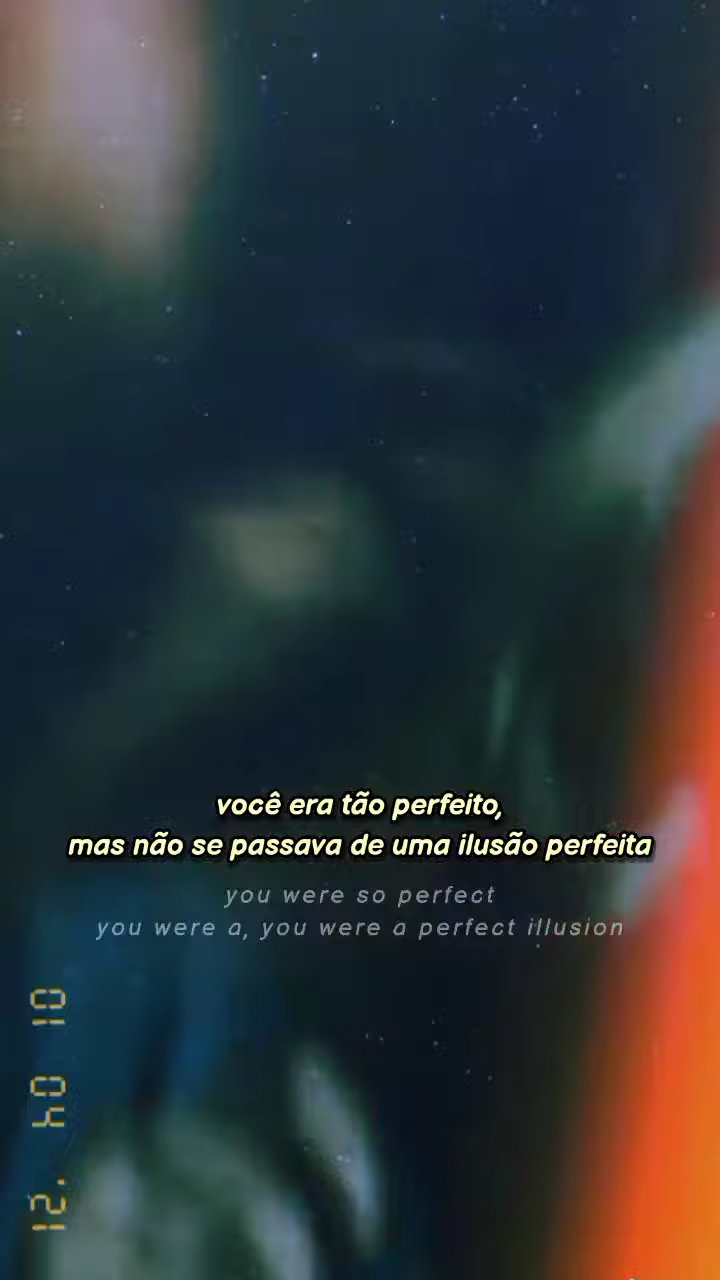 você era tão perfeito,
mas não se passava de uma ilusão perfeita
you were so perfect
you were a, you were a perfect illusion
'21 04 10